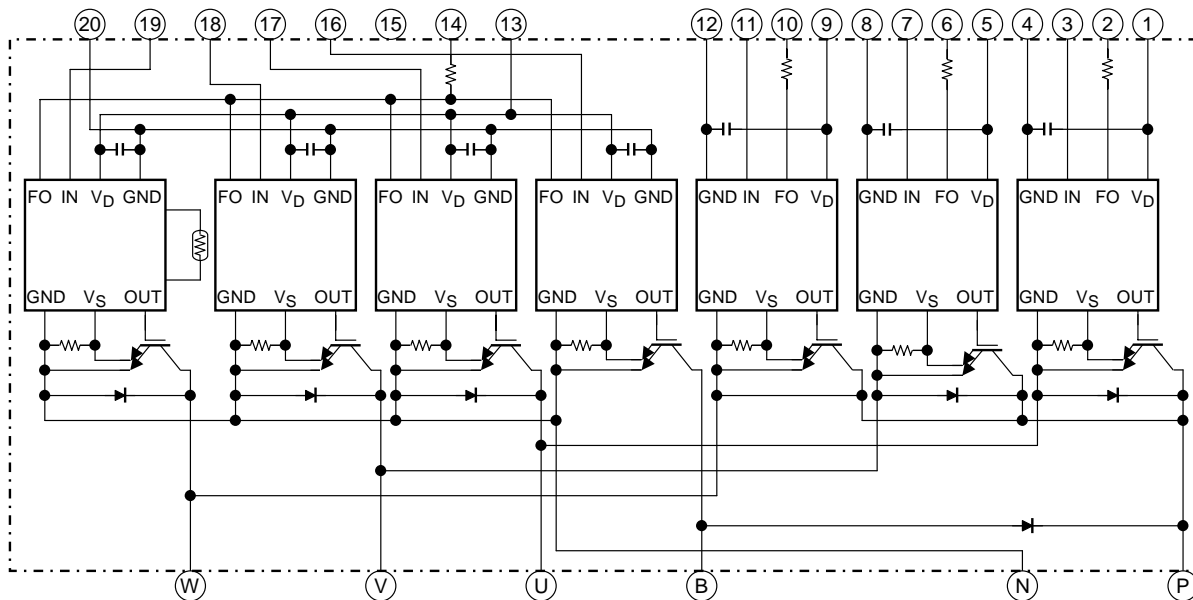 20 19 18 17 16 15 14 13 12 11 10 9 8 7 6 5 4 3 2 1
FO IN VD GND FO IN VD GND FO IN VD GND FO IN VD GND GND IN FO VD GND IN FO VD GND IN FO VD
GND VS OUT GND VS OUT GND VS OUT GND VS OUT GND VS OUT GND VS OUT GND VS OUT
W V U B N P